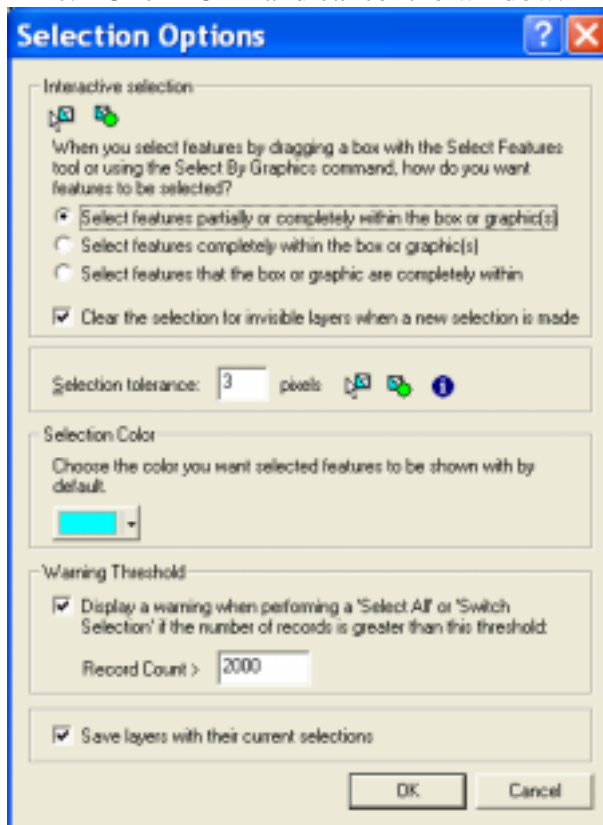 Selection Options
Interactive selection
When you select features by dragging a box with the Select Features
tool or using the Select By Graphics command, how do you want
features to be selected?
Select features partially or completely within the box or graphic(s)
Select features completely within the box or graphic(s)
Select features that the box or graphic are completely within
Clear the selection for invisible layers when a new selection is made
Selection tolerance: 3 pixels
Selection Color
Choose the color you want selected features to be shown with by
default.
Warning Threshold
Display a warning when performing a 'Select All' or 'Switch
Selection' if the number of records is greater than this threshold:
Record Count > 2000
Save layers with their current selections
OK Cancel